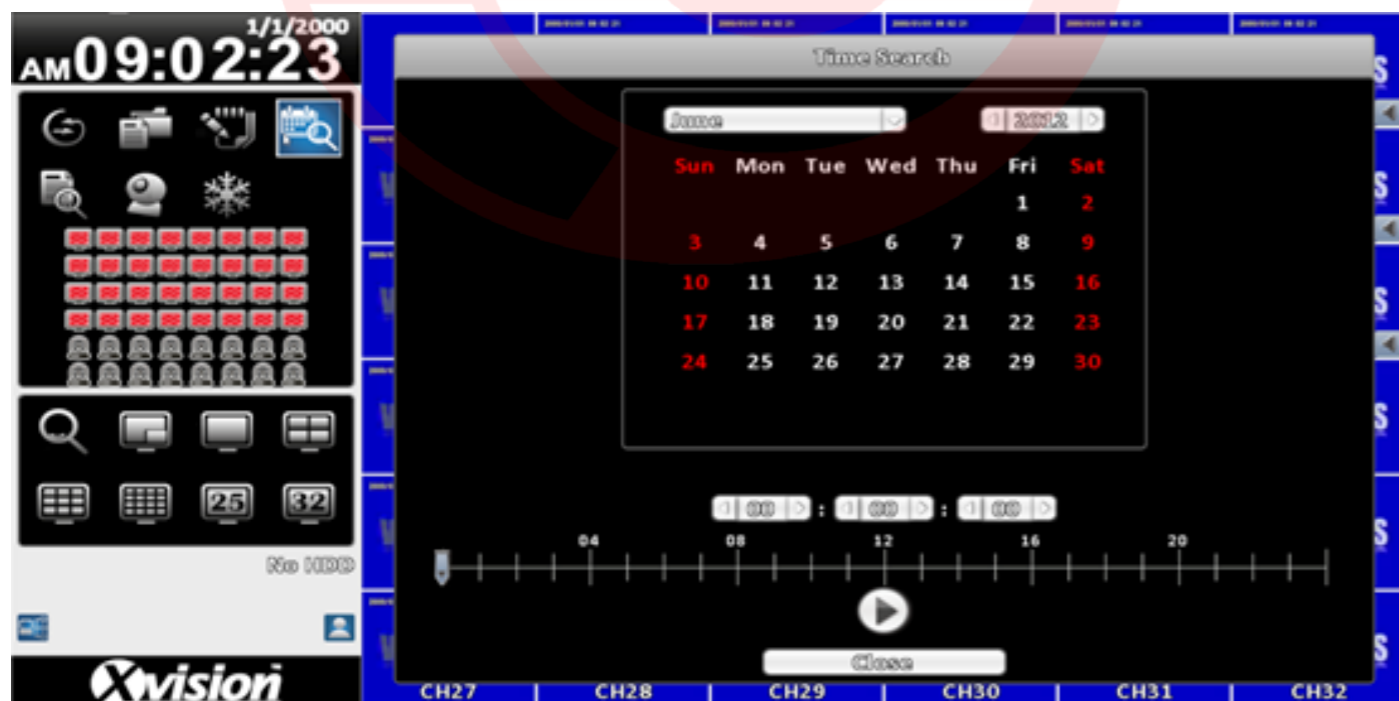 1/1/2000
AM 09:02:23
25
32
No HDD
Xvision
Time Search
June
2012
Sun Mon Tue Wed Thu Fri Sat
1 2
3 4 5 6 7 8 9
10 11 12 13 14 15 16
17 18 19 20 21 22 23
24 25 26 27 28 29 30
00 : 00 : 00
04 08 12 16 20
Close
CH27 CH28 CH29 CH30 CH31 CH32